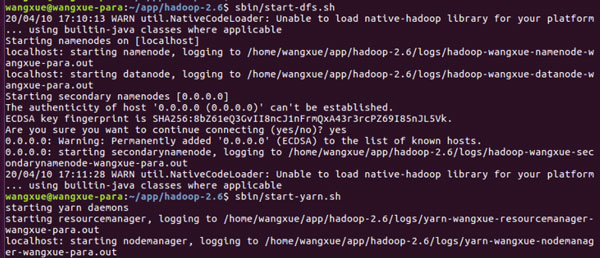 wangxue@wangxue-para:~/app/hadoop-2.6$ sbin/start-dfs.sh
20/04/10 17:10:13 WARN util.NativeCodeLoader: Unable to load native-hadoop library for your platform
... using builtin-java classes where applicable
Starting namenodes on [localhost]
localhost: starting namenode, logging to /home/wangxue/app/hadoop-2.6/logs/hadoop-wangxue-namenode-w
angxue-para.out
localhost: starting datanode, logging to /home/wangxue/app/hadoop-2.6/logs/hadoop-wangxue-datanode-w
angxue-para.out
Starting secondary namenodes [0.0.0.0]
The authenticity of host '0.0.0.0 (0.0.0.0)' can't be established.
ECDSA key fingerprint is SHA256:8bZ61eQ3GvII8ncJ1nFrmQxA43r3rcPZ69I85nJL5Vk.
Are you sure you want to continue connecting (yes/no)? yes
0.0.0.0: Warning: Permanently added '0.0.0.0' (ECDSA) to the list of known hosts.
0.0.0.0: starting secondarynamenode, logging to /home/wangxue/app/hadoop-2.6/logs/hadoop-wangxue-sec
ondarynamenode-wangxue-para.out
20/04/10 17:11:28 WARN util.NativeCodeLoader: Unable to load native-hadoop library for your platform
... using builtin-java classes where applicable
wangxue@wangxue-para:~/app/hadoop-2.6$ sbin/start-yarn.sh
starting yarn daemons
starting resourcemanager, logging to /home/wangxue/app/hadoop-2.6/logs/yarn-wangxue-resourcemanager-
wangxue-para.out
localhost: starting nodemanager, logging to /home/wangxue/app/hadoop-2.6/logs/yarn-wangxue-nodemanag
er-wangxue-para.out